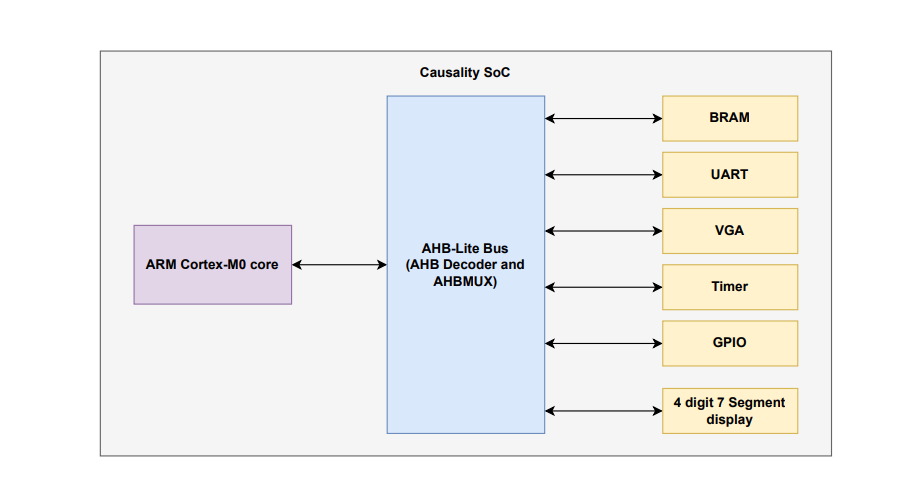 Causality SoC
ARM Cortex-M0 core
AHB-Lite Bus
(AHB Decoder and
AHBMUX)
BRAM
UART
VGA
Timer
GPIO
4 digit 7 Segment
display